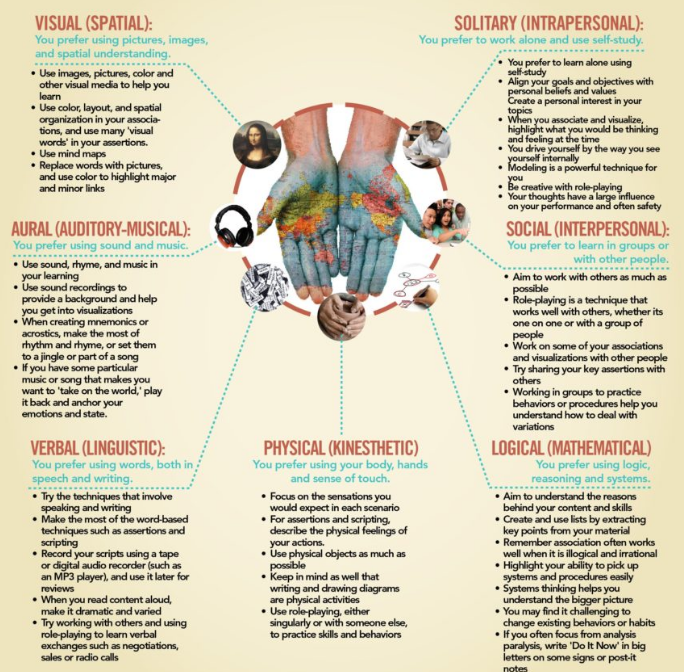 VISUAL (SPATIAL):
You prefer using pictures, images,
and spatial understanding.
• Use images, pictures, color and
other visual media to help you
learn
• Use color, layout, and spatial
organization in your associa-
tions, and use many 'visual
words' in your assertions.
• Use mind maps
• Replace words with pictures,
and use color to highlight major
and minor links
AURAL (AUDITORY-MUSICAL):
You prefer using sound and music.
• Use sound, rhyme, and music in
your learning
• Use sound recordings to
provide a background and help
you get into visualizations
• When creating mnemonics or
acrostics, make the most of
rhythm and rhyme, or set them
to a jingle or part of a song
• If you have some particular
music or song that makes you
want to 'take on the world,' play
it back and anchor your
emotions and state.
VERBAL (LINGUISTIC):
You prefer using words, both in
speech and writing.
• Try the techniques that involve
speaking and writing
• Make the most of the word-based
techniques such as assertions and
scripting
• Record your scripts using a tape
or digital audio recorder (such as
an MP3 player), and use it later for
reviews
• When you read content aloud,
make it dramatic and varied
• Try working with others and using
role-playing to learn verbal
exchanges such as negotiations,
sales or radio calls
PHYSICAL (KINESTHETIC)
You prefer using your body, hands
and sense of touch.
• Focus on the sensations you
would expect in each scenario
• For assertions and scripting,
describe the physical feelings of
your actions.
• Use physical objects as much as
possible
• Keep in mind as well that
writing and drawing diagrams
are physical activities
• Use role-playing, either
singularly or with someone else,
to practice skills and behaviors
SOLITARY (INTRAPERSONAL):
You prefer to work alone and use self-study.
• You prefer to learn alone using
self-study
• Align your goals and objectives with
personal beliefs and values
Create a personal interest in your
topics
• When you associate and visualize,
highlight what you would be thinking
and feeling at the time
• You drive yourself by the way you see
yourself internally
• Modeling is a powerful technique for
you
• Be creative with role-playing
• Your thoughts have a large influence
on your performance and often safety
SOCIAL (INTERPERSONAL):
You prefer to learn in groups or
with other people.
• Aim to work with others as much as
possible
• Role-playing is a technique that
works well with others, whether its
one on one or with a group of
people
• Work on some of your associations
and visualizations with other people
• Try sharing your key assertions with
others
• Working in groups to practice
behaviors or procedures help you
understand how to deal with
variations
LOGICAL (MATHEMATICAL)
You prefer using logic,
reasoning and systems.
• Aim to understand the reasons
behind your content and skills
• Create and use lists by extracting
key points from your material
• Remember association often works
well when it is illogical and irrational
• Highlight your ability to pick up
systems and procedures easily
• Systems thinking helps you
understand the bigger picture
• You may find it challenging to
change existing behaviors or habits
• If you often focus from analysis
paralysis, write 'Do It Now' in big
letters on some signs or post-it
notes